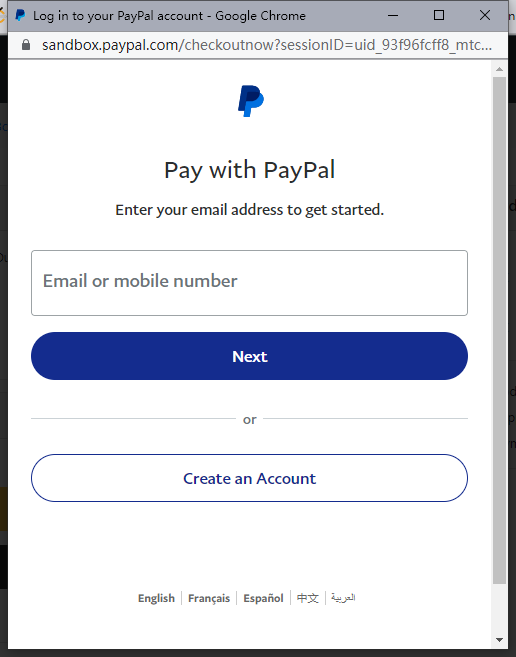 Log in to your PayPal account - Google Chrome
sandbox.paypal.com/checkoutnow?sessionID=uid_93f96fcff8_mtc...
Pay with PayPal
Enter your email address to get started.
Email or mobile number
Next
or
Create an Account
English | Français | Español | 中文 | العربية